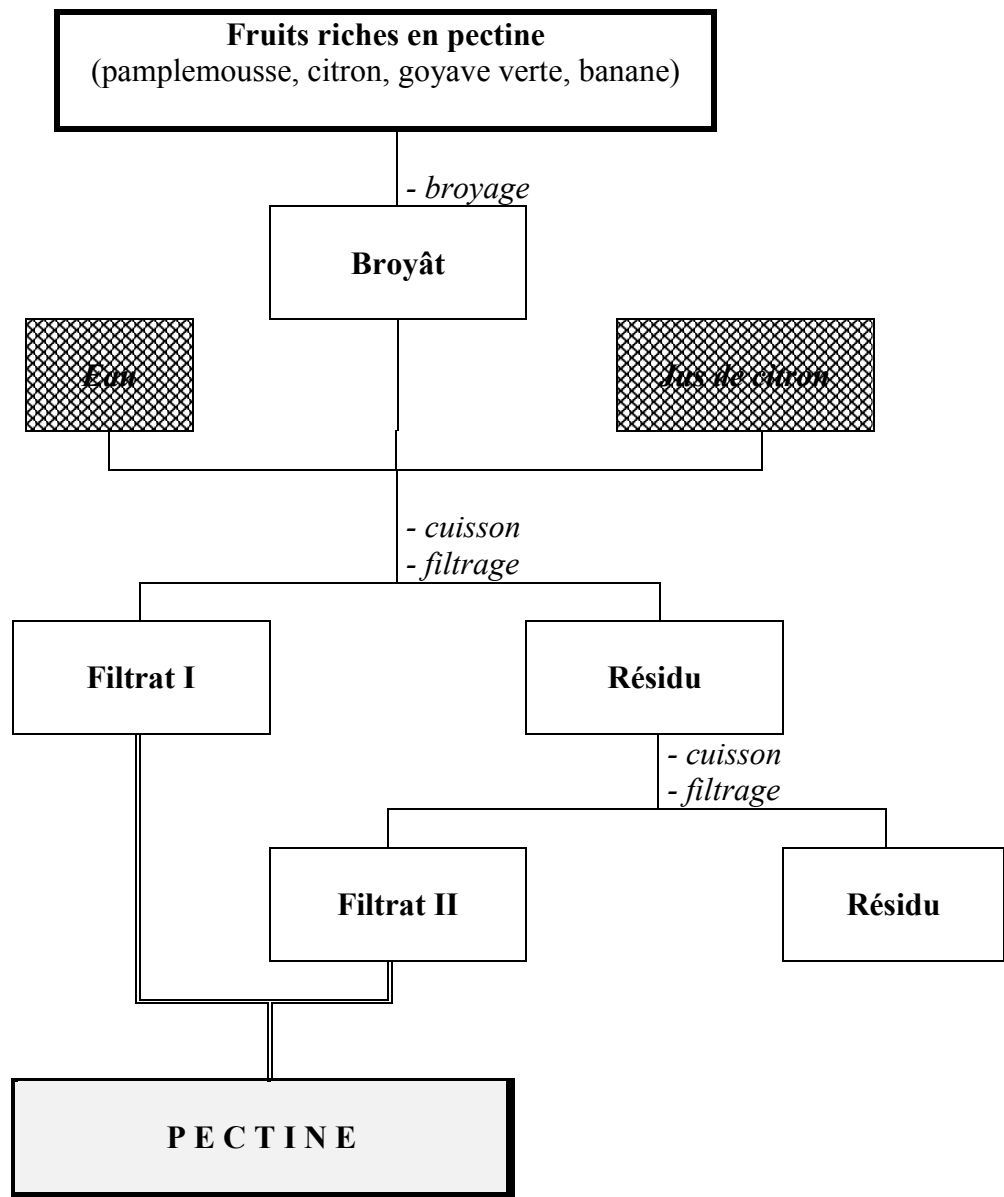 Fruits riches en pectine
(pamplemousse, citron, goyave verte, banane)
- broyage
Broyât
Eau
Jus de citron
- cuisson
- filtrage
Filtrat I
Résidu
- cuisson
- filtrage
Filtrat II
Résidu
P E C T I N E